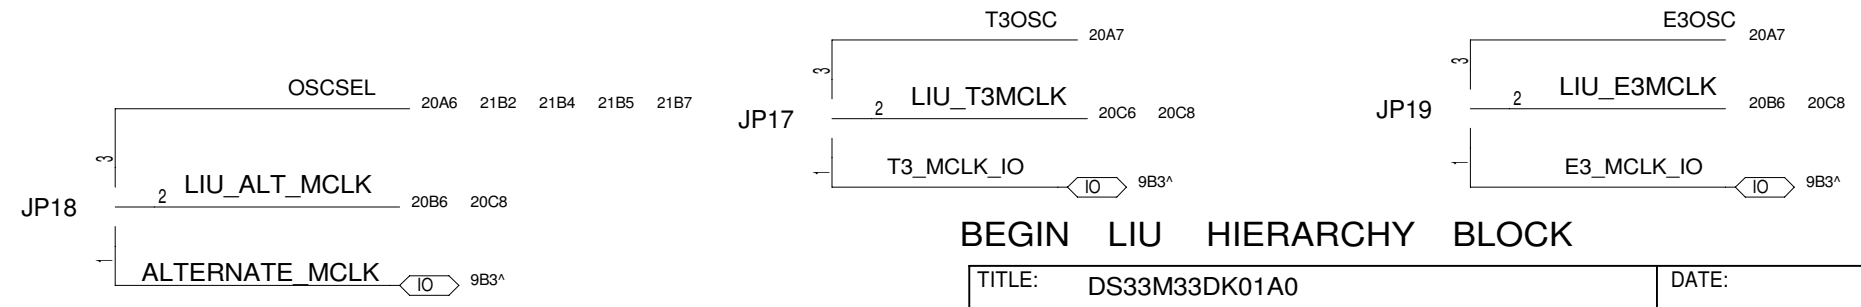 OSCSEL 20A6 21B2 21B4 21B5 21B7
3
JP18
2 LIU_ALT_MCLK 20B6 20C8
1
ALTERNATE_MCLK IO 9B3^
T3OSC 20A7
3
JP17
2 LIU_T3MCLK 20C6 20C8
1
T3_MCLK_IO IO 9B3^
E3OSC 20A7
3
JP19
2 LIU_E3MCLK 20B6 20C8
1
E3_MCLK_IO IO 9B3^
BEGIN LIU HIERARCHY BLOCK
TITLE: DS33M33DK01A0 DATE: